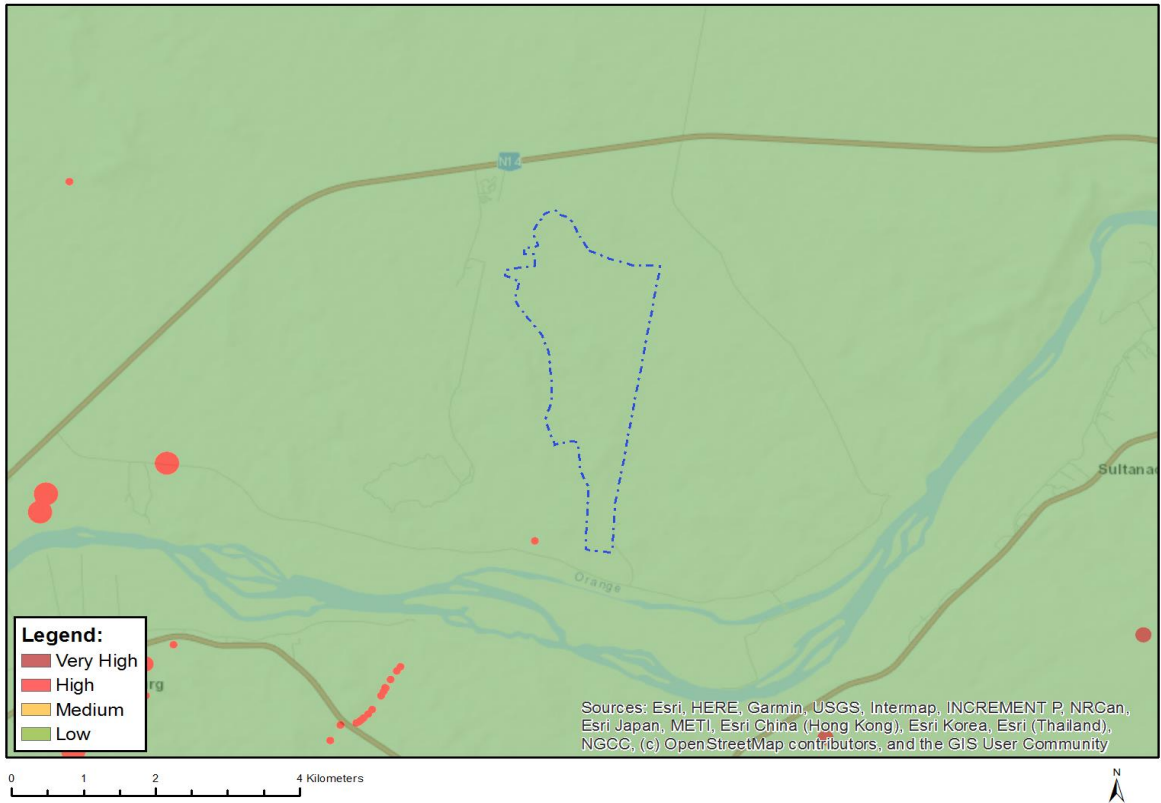 N14
Sultanao
Orange
Legend:
Very High
High
Medium
Low
rg
Sources: Esri, HERE, Garmin, USGS, Intermap, INCREMENT P, NRCan,
Esri Japan, METI, Esri China (Hong Kong), Esri Korea, Esri (Thailand),
NGCC, (c) OpenStreetMap contributors, and the GIS User Community
0 1 2 4 Kilometers
N